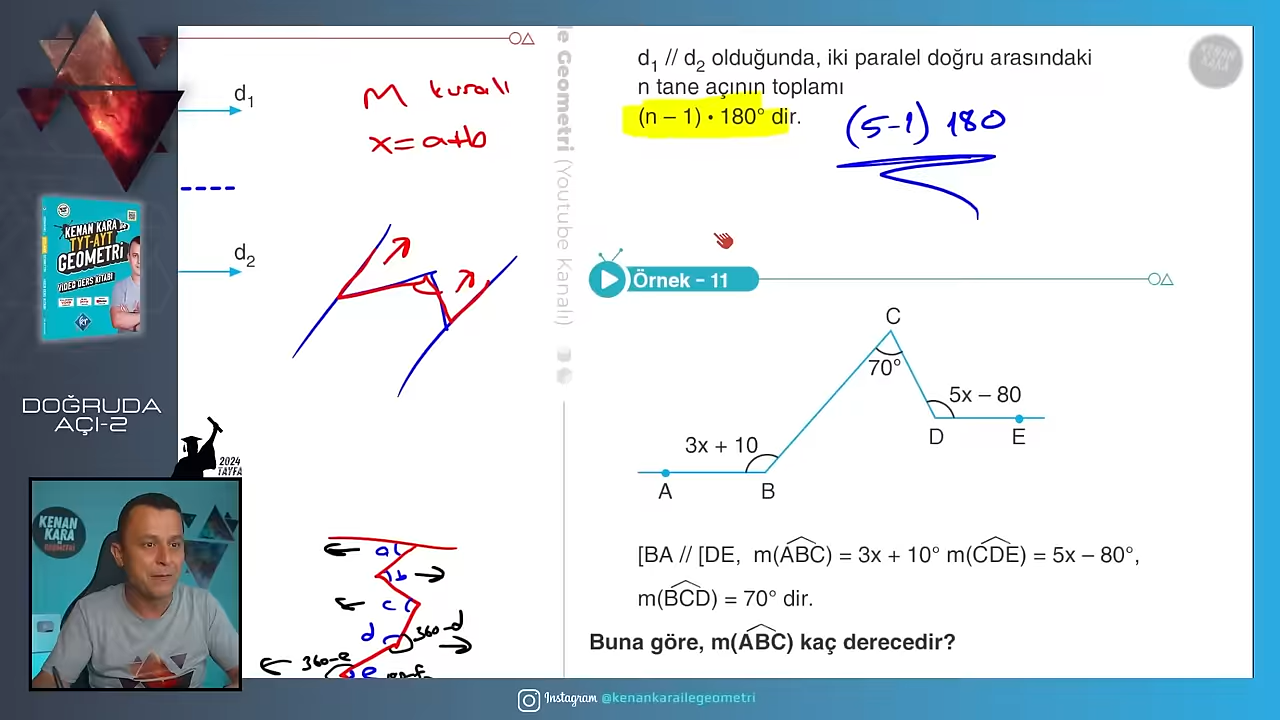 d1
d2
M kuralı
x = a+b
le Geometri (Youtube Kanalı)
d1 // d2 olduğunda, iki paralel doğru arasındaki
n tane açının toplamı
(n – 1) • 180° dir.
(5-1) 180
KENAN
KARA
Örnek – 11
C
70°
5x – 80
D
E
3x + 10
A
B
[BA // [DE, m(ABC) = 3x + 10° m(CDE) = 5x – 80°,
m(BCD) = 70° dir.
Buna göre, m(ABC) kaç derecedir?
KENAN KARA
TYT-AYT
GEOMETRİ
VİDEO DERS KİTABI
DOĞRUDA
AÇI-2
2024
TAYFA
KENAN
KARA
a
b
c
d
360-d
360-e
e
Instagram @kenankarailegeometri